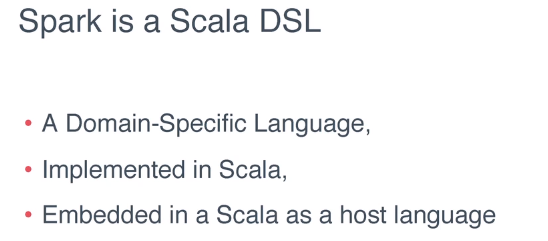 Spark is a Scala DSL
• A Domain-Specific Language,
• Implemented in Scala,
• Embedded in a Scala as a host language